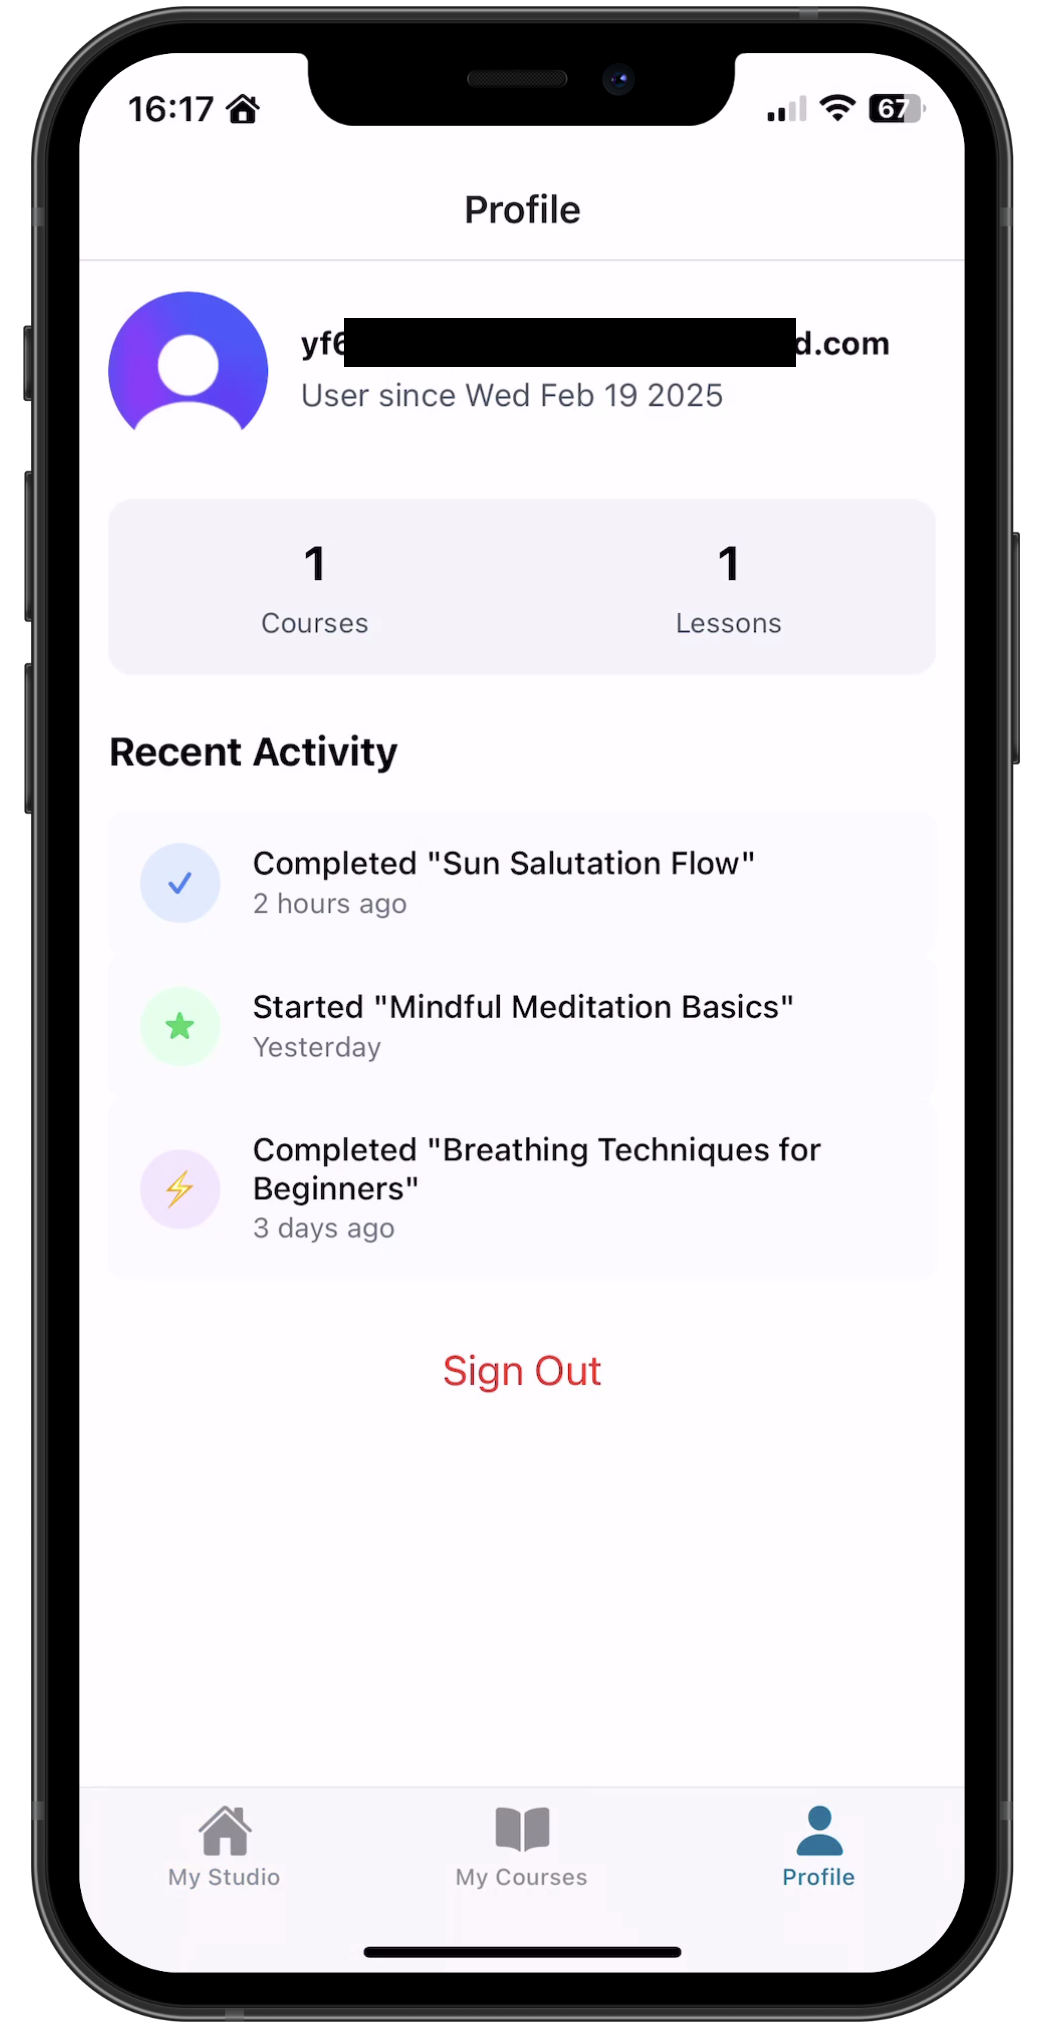 16:17
67
Profile
yf6
d.com
User since Wed Feb 19 2025
1
Courses
1
Lessons
Recent Activity
Completed "Sun Salutation Flow"
2 hours ago
Started "Mindful Meditation Basics"
Yesterday
Completed "Breathing Techniques for
Beginners"
3 days ago
Sign Out
My Studio
My Courses
Profile